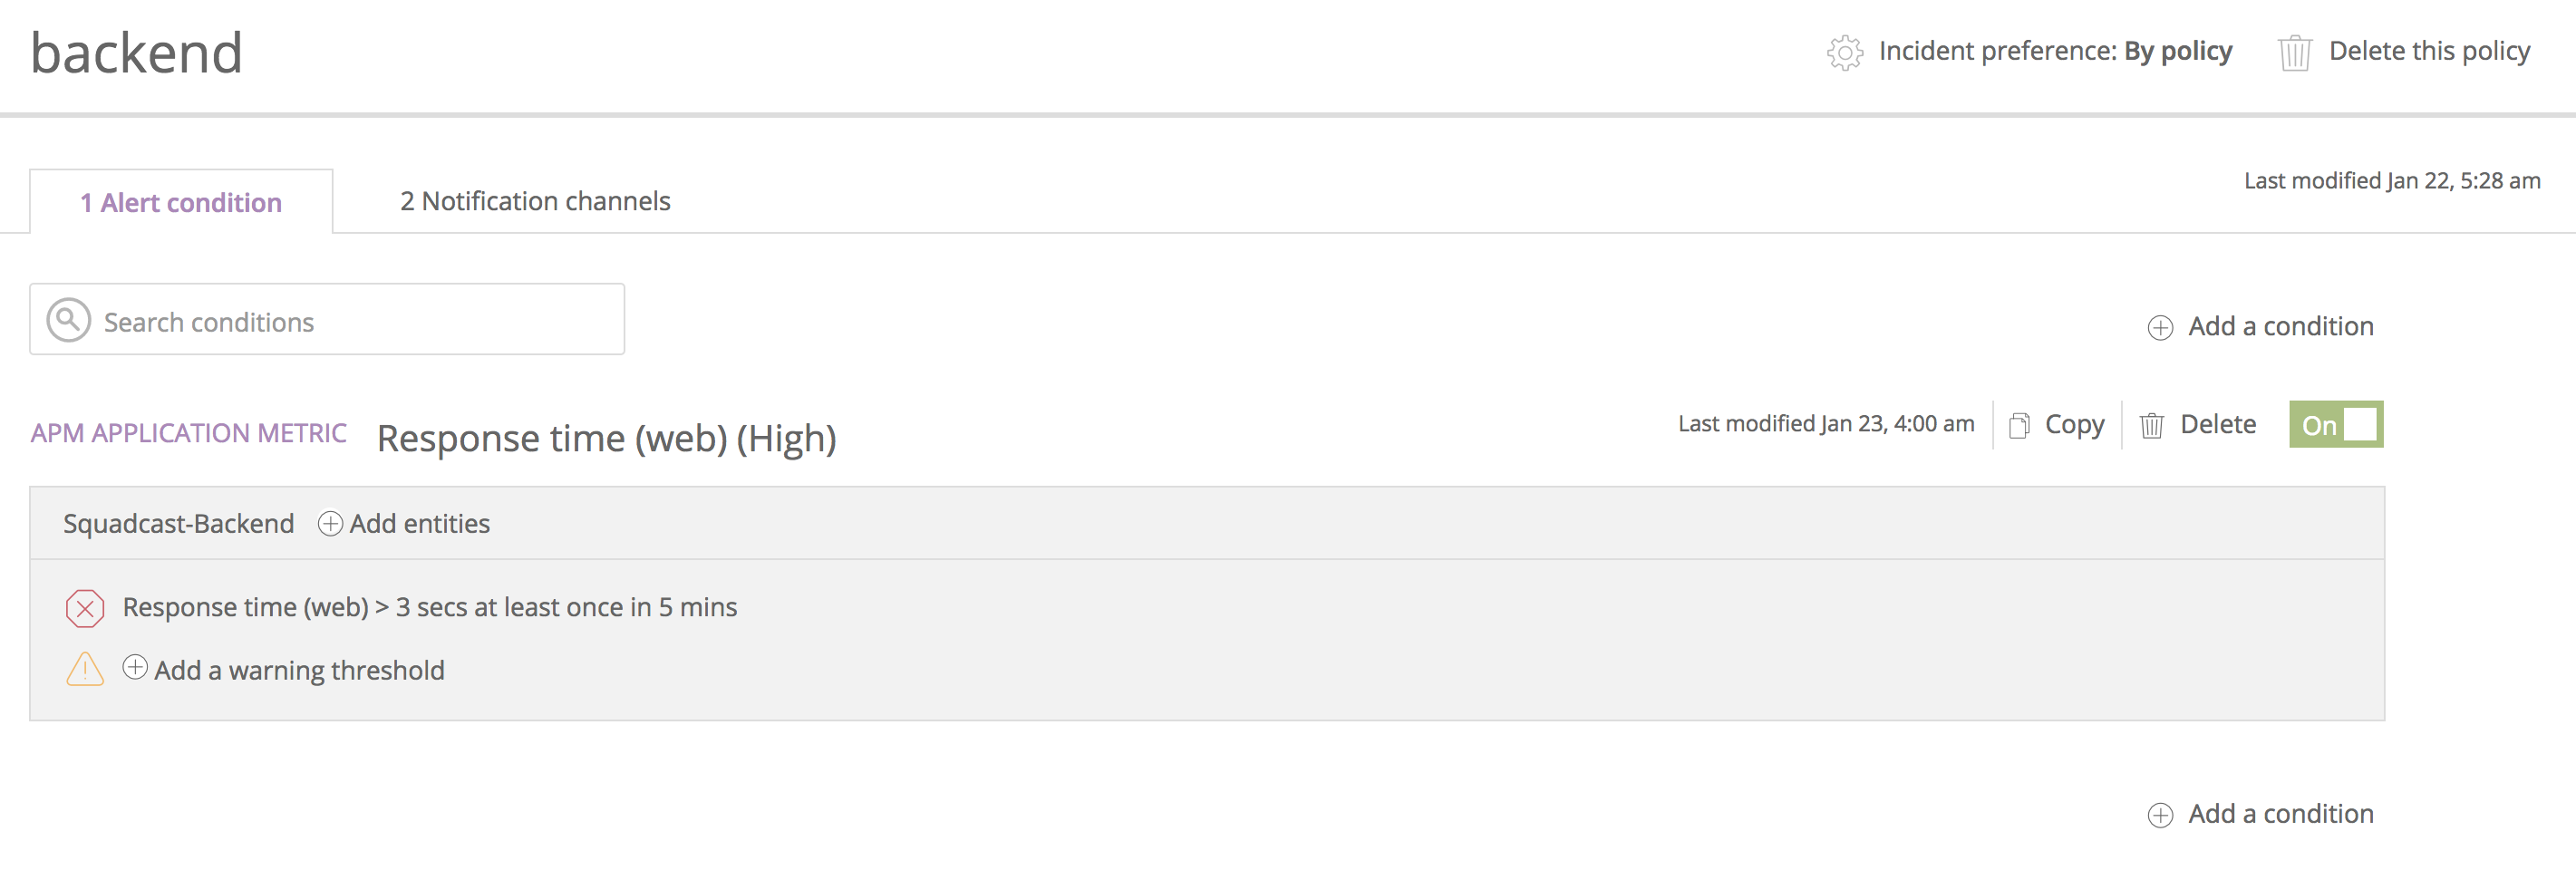 backend
Incident preference: By policy
Delete this policy
1 Alert condition
2 Notification channels
Last modified Jan 22, 5:28 am
Search conditions
Add a condition
APM APPLICATION METRIC
Response time (web) (High)
Last modified Jan 23, 4:00 am
Copy
Delete
On
Squadcast-Backend
Add entities
Response time (web) > 3 secs at least once in 5 mins
Add a warning threshold
Add a condition